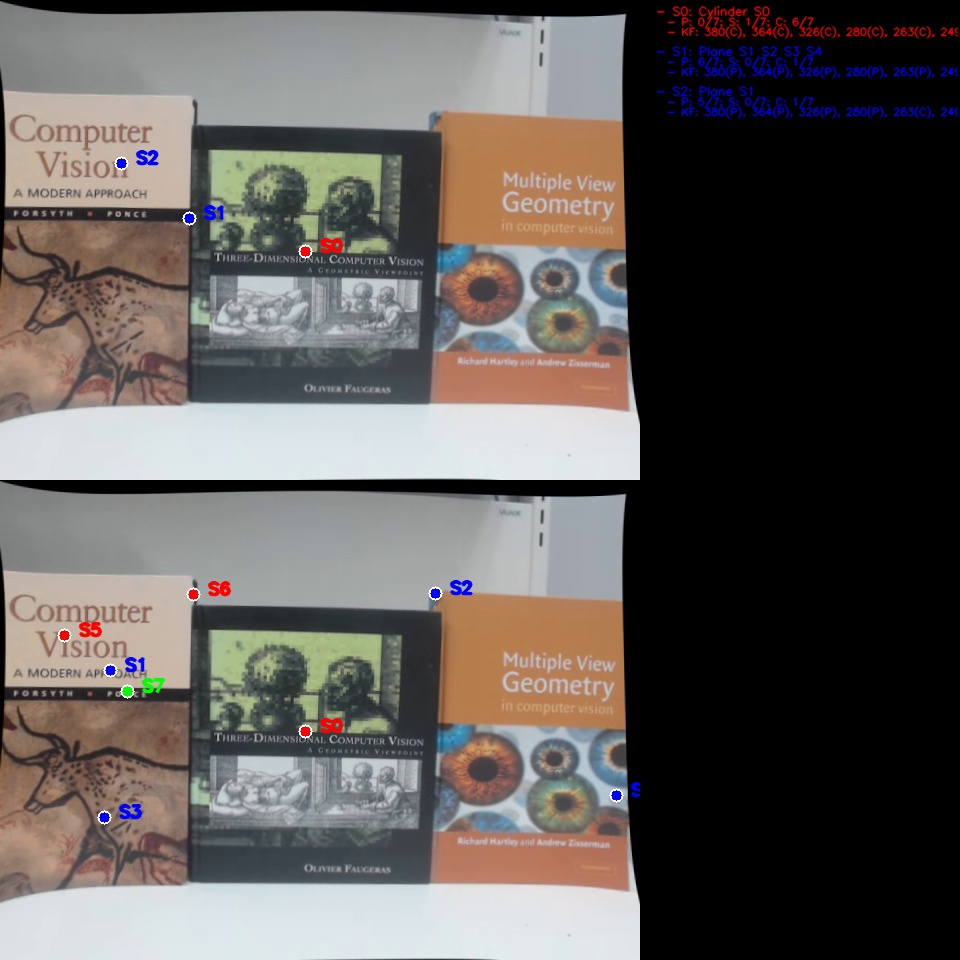 - S0: Cylinder S0
- P: 0/7; S: 1/7; C: 6/7
- KF: 380(C), 364(C), 326(C), 280(C), 263(C), 249
- S1: Plane S1 S2 S3 S4
- P: 6/7; S: 0/7; C: 1/7
- KF: 380(P), 364(P), 326(P), 280(P), 263(P), 249
- S2: Plane S1
- P: 5/7; S: 0/7; C: 1/7
- KF: 380(P), 364(P), 326(P), 280(P), 263(C), 249
Computer
Vision
S2
A MODERN APPROACH
FORSYTH PONCE
S1
S0
THREE-DIMENSIONAL COMPUTER VISION
A GEOMETRIC VIEWPOINT
OLIVIER FAUGERAS
Multiple View
Geometry
in computer vision
Richard Hartley and Andrew Zisserman
S6
S2
Computer
S5
Vision
S1
A MODERN APPROACH
S7
FORSYTH PONCE
S3
S0
THREE-DIMENSIONAL COMPUTER VISION
A GEOMETRIC VIEWPOINT
OLIVIER FAUGERAS
Multiple View
Geometry
in computer vision
S
Richard Hartley and Andrew Zisserman